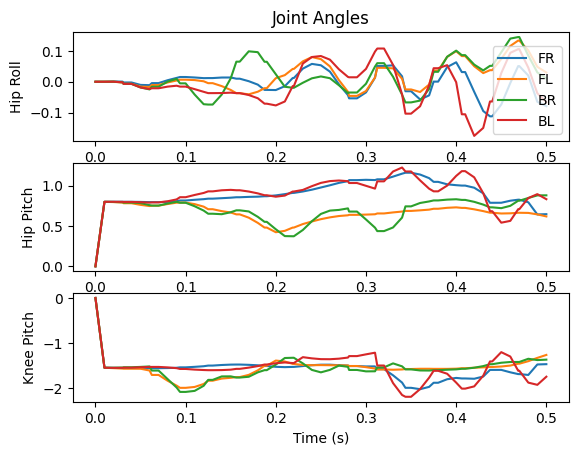 Joint Angles
Hip Roll
0.1
0.0
−0.1
FR
FL
BR
BL
0.0 0.1 0.2 0.3 0.4 0.5
Hip Pitch
1.0
0.5
0.0
0.0 0.1 0.2 0.3 0.4 0.5
Knee Pitch
0
−1
−2
0.0 0.1 0.2 0.3 0.4 0.5
Time (s)